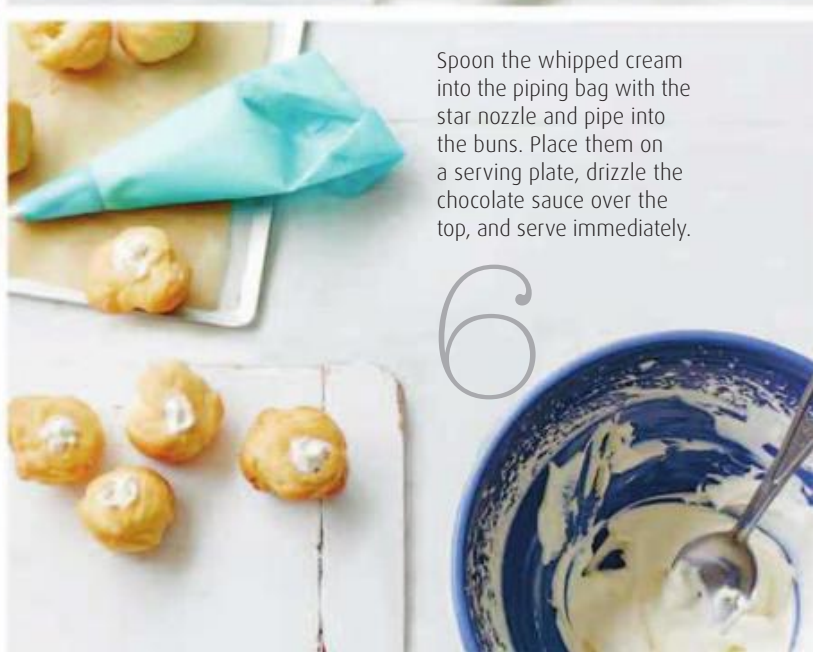 Spoon the whipped cream
into the piping bag with the
star nozzle and pipe into
the buns. Place them on
a serving plate, drizzle the
chocolate sauce over the
top, and serve immediately.
6